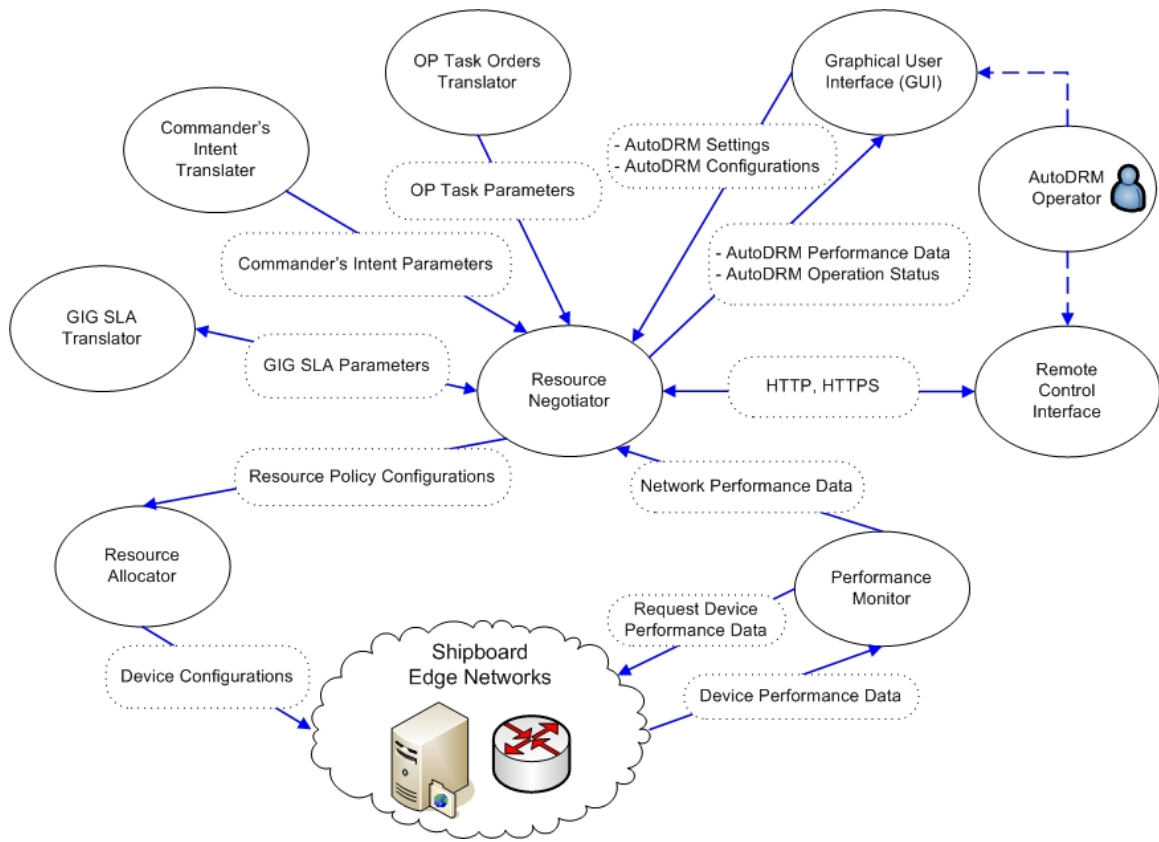 OP Task Orders
Translator
Graphical User
Interface (GUI)
Commander's
Intent
Translater
- AutoDRM Settings
- AutoDRM Configurations
AutoDRM
Operator
OP Task Parameters
Commander's Intent Parameters
- AutoDRM Performance Data
- AutoDRM Operation Status
GIG SLA
Translator
GIG SLA Parameters
Resource
Negotiator
HTTP, HTTPS
Remote
Control
Interface
Resource Policy Configurations
Network Performance Data
Resource
Allocator
Performance
Monitor
Request Device
Performance Data
Shipboard
Edge Networks
Device Configurations
Device Performance Data